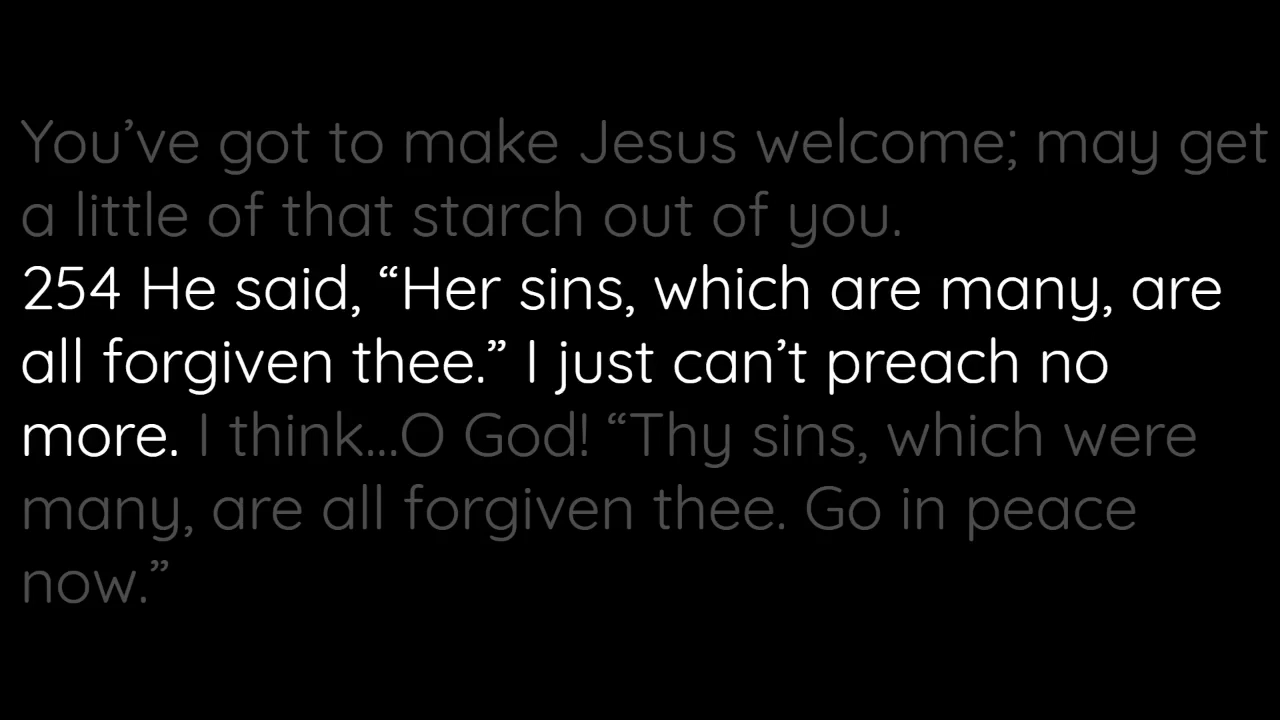 You’ve got to make Jesus welcome; may get
a little of that starch out of you.
254 He said, “Her sins, which are many, are
all forgiven thee.” I just can’t preach no
more. I think...O God! “Thy sins, which were
many, are all forgiven thee. Go in peace
now.”